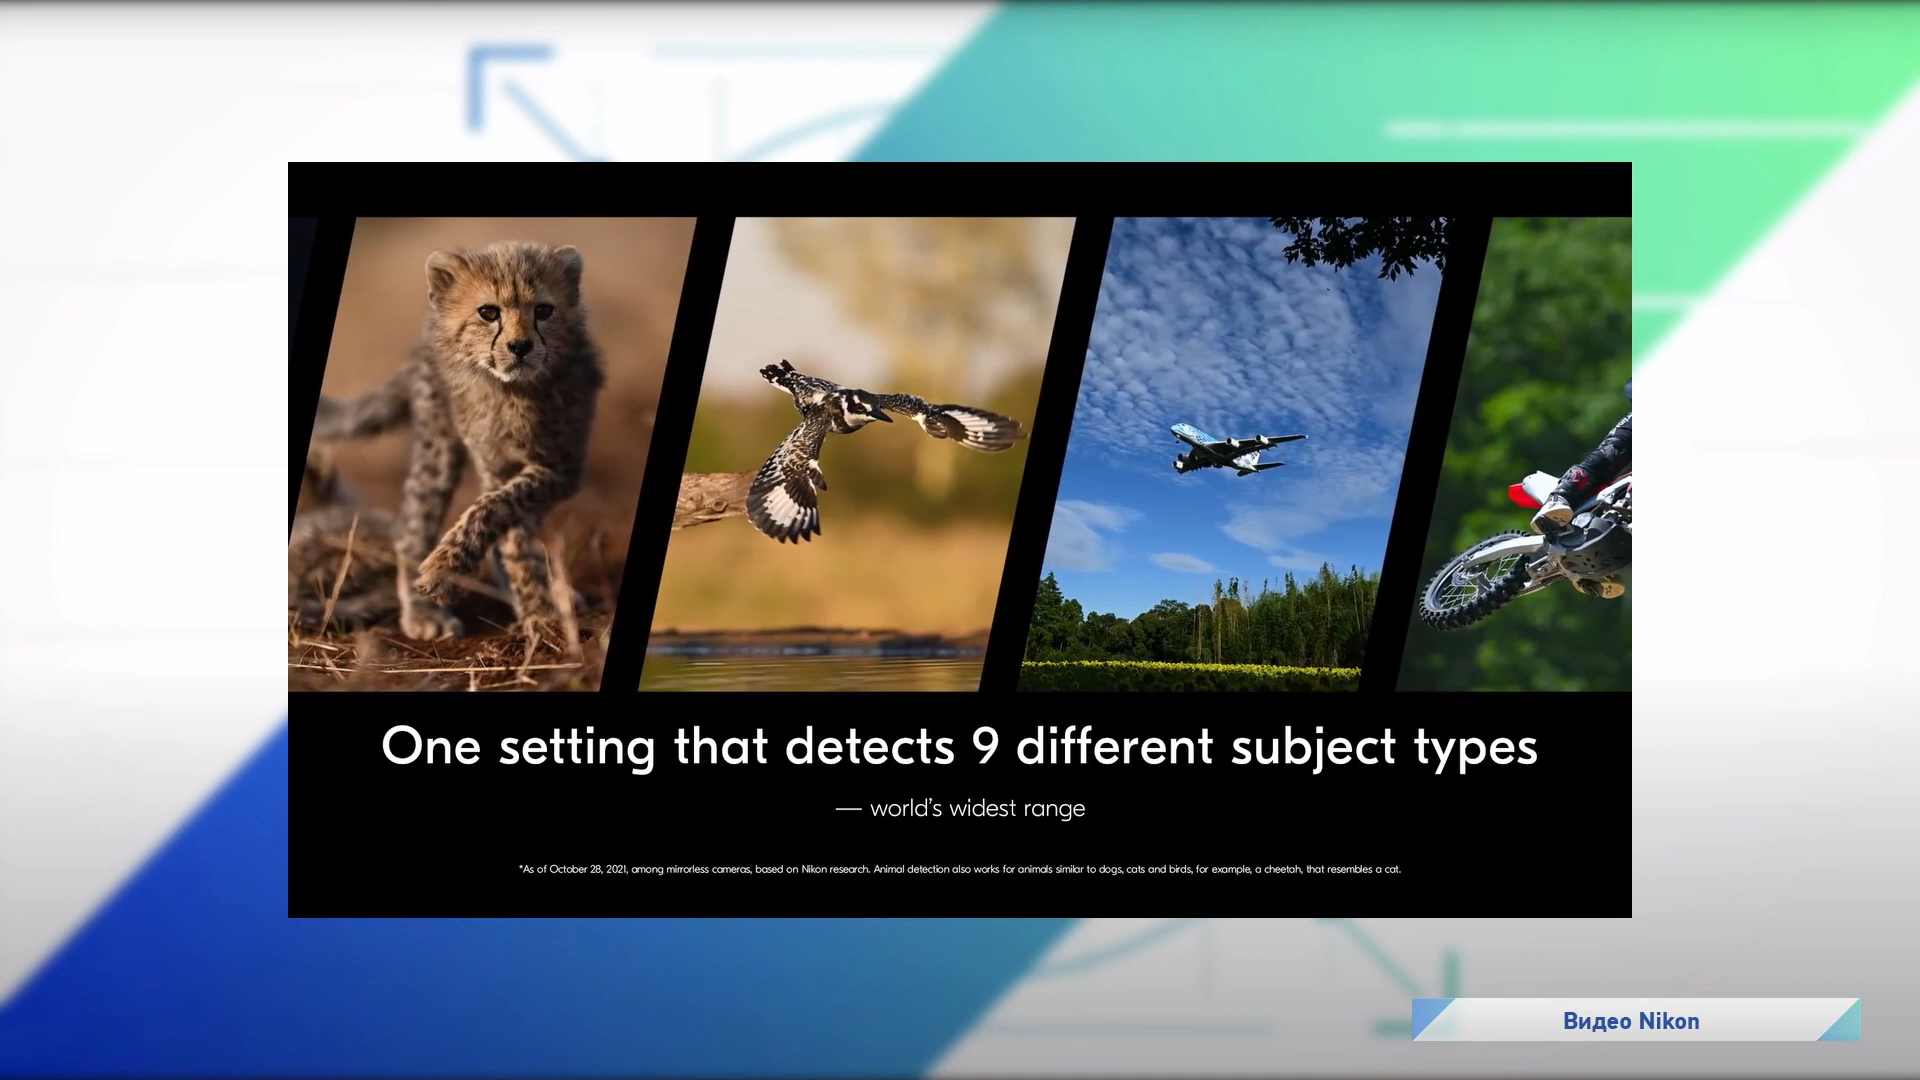 One setting that detects 9 different subject types
— world's widest range
*As of October 28, 2021, among mirrorless cameras, based on Nikon research. Animal detection also works for animals similar to dogs, cats and birds, for example, a cheetah, that resembles a cat.
Видео Nikon